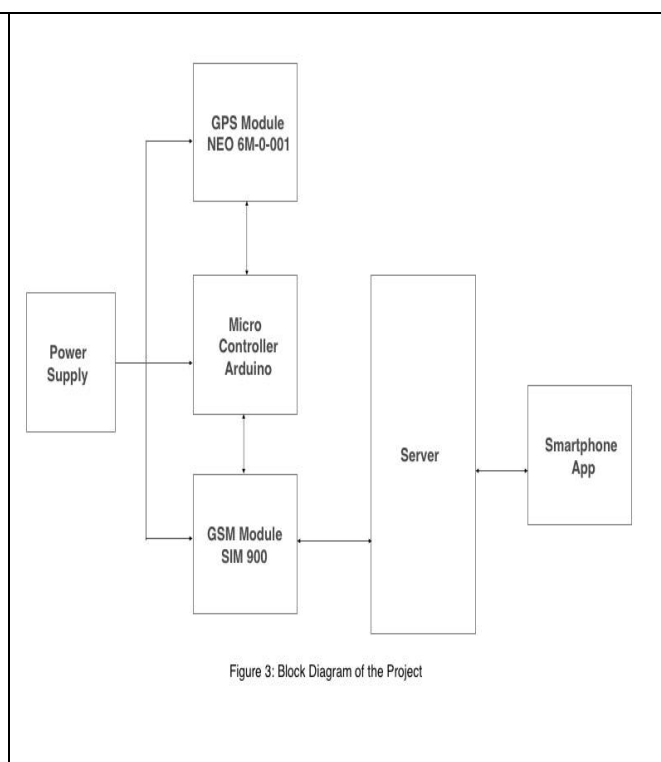 GPS Module
NEO 6M-0-001
Power
Supply
Micro
Controller
Arduino
GSM Module
SIM 900
Server
Smartphone
App
Figure 3: Block Diagram of the Project